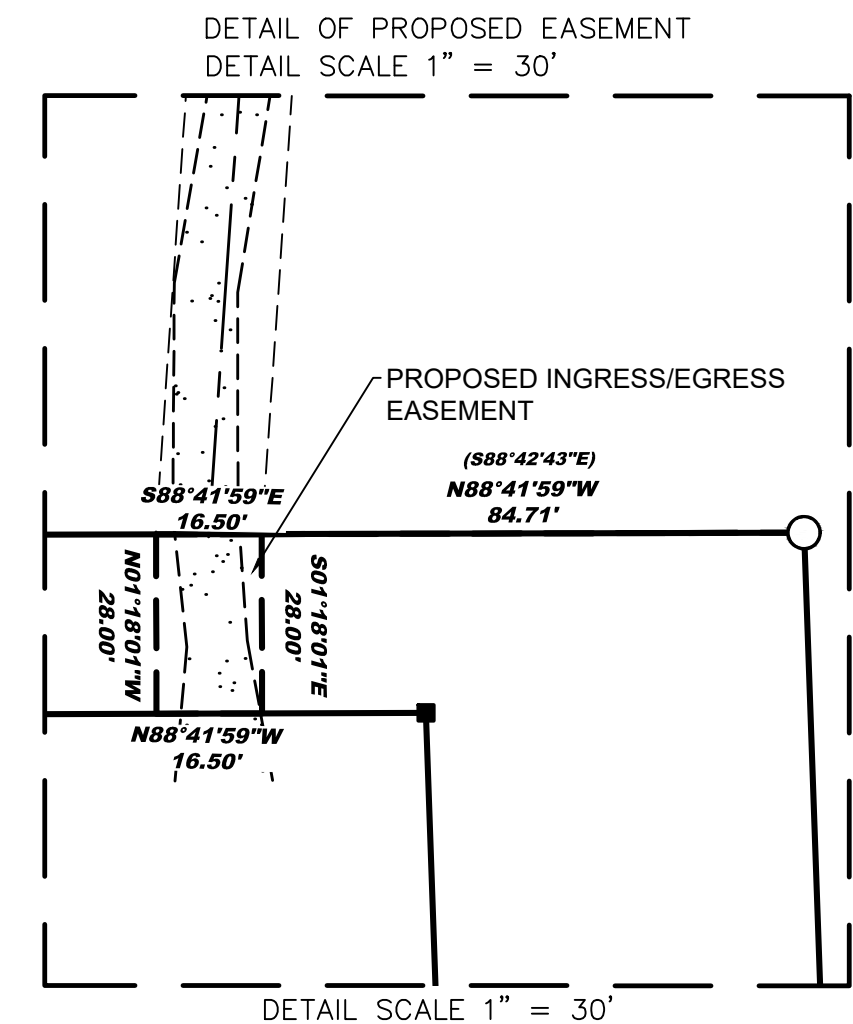 DETAIL OF PROPOSED EASEMENT
DETAIL SCALE 1" = 30'
PROPOSED INGRESS/EGRESS
EASEMENT
(S88°42'43"E)
N88°41'59"W
84.71'
S88°41'59"E
16.50'
N01°18'01"W
28.00'
S01°18'01"E
28.00'
N88°41'59"W
16.50'
DETAIL SCALE 1" = 30'